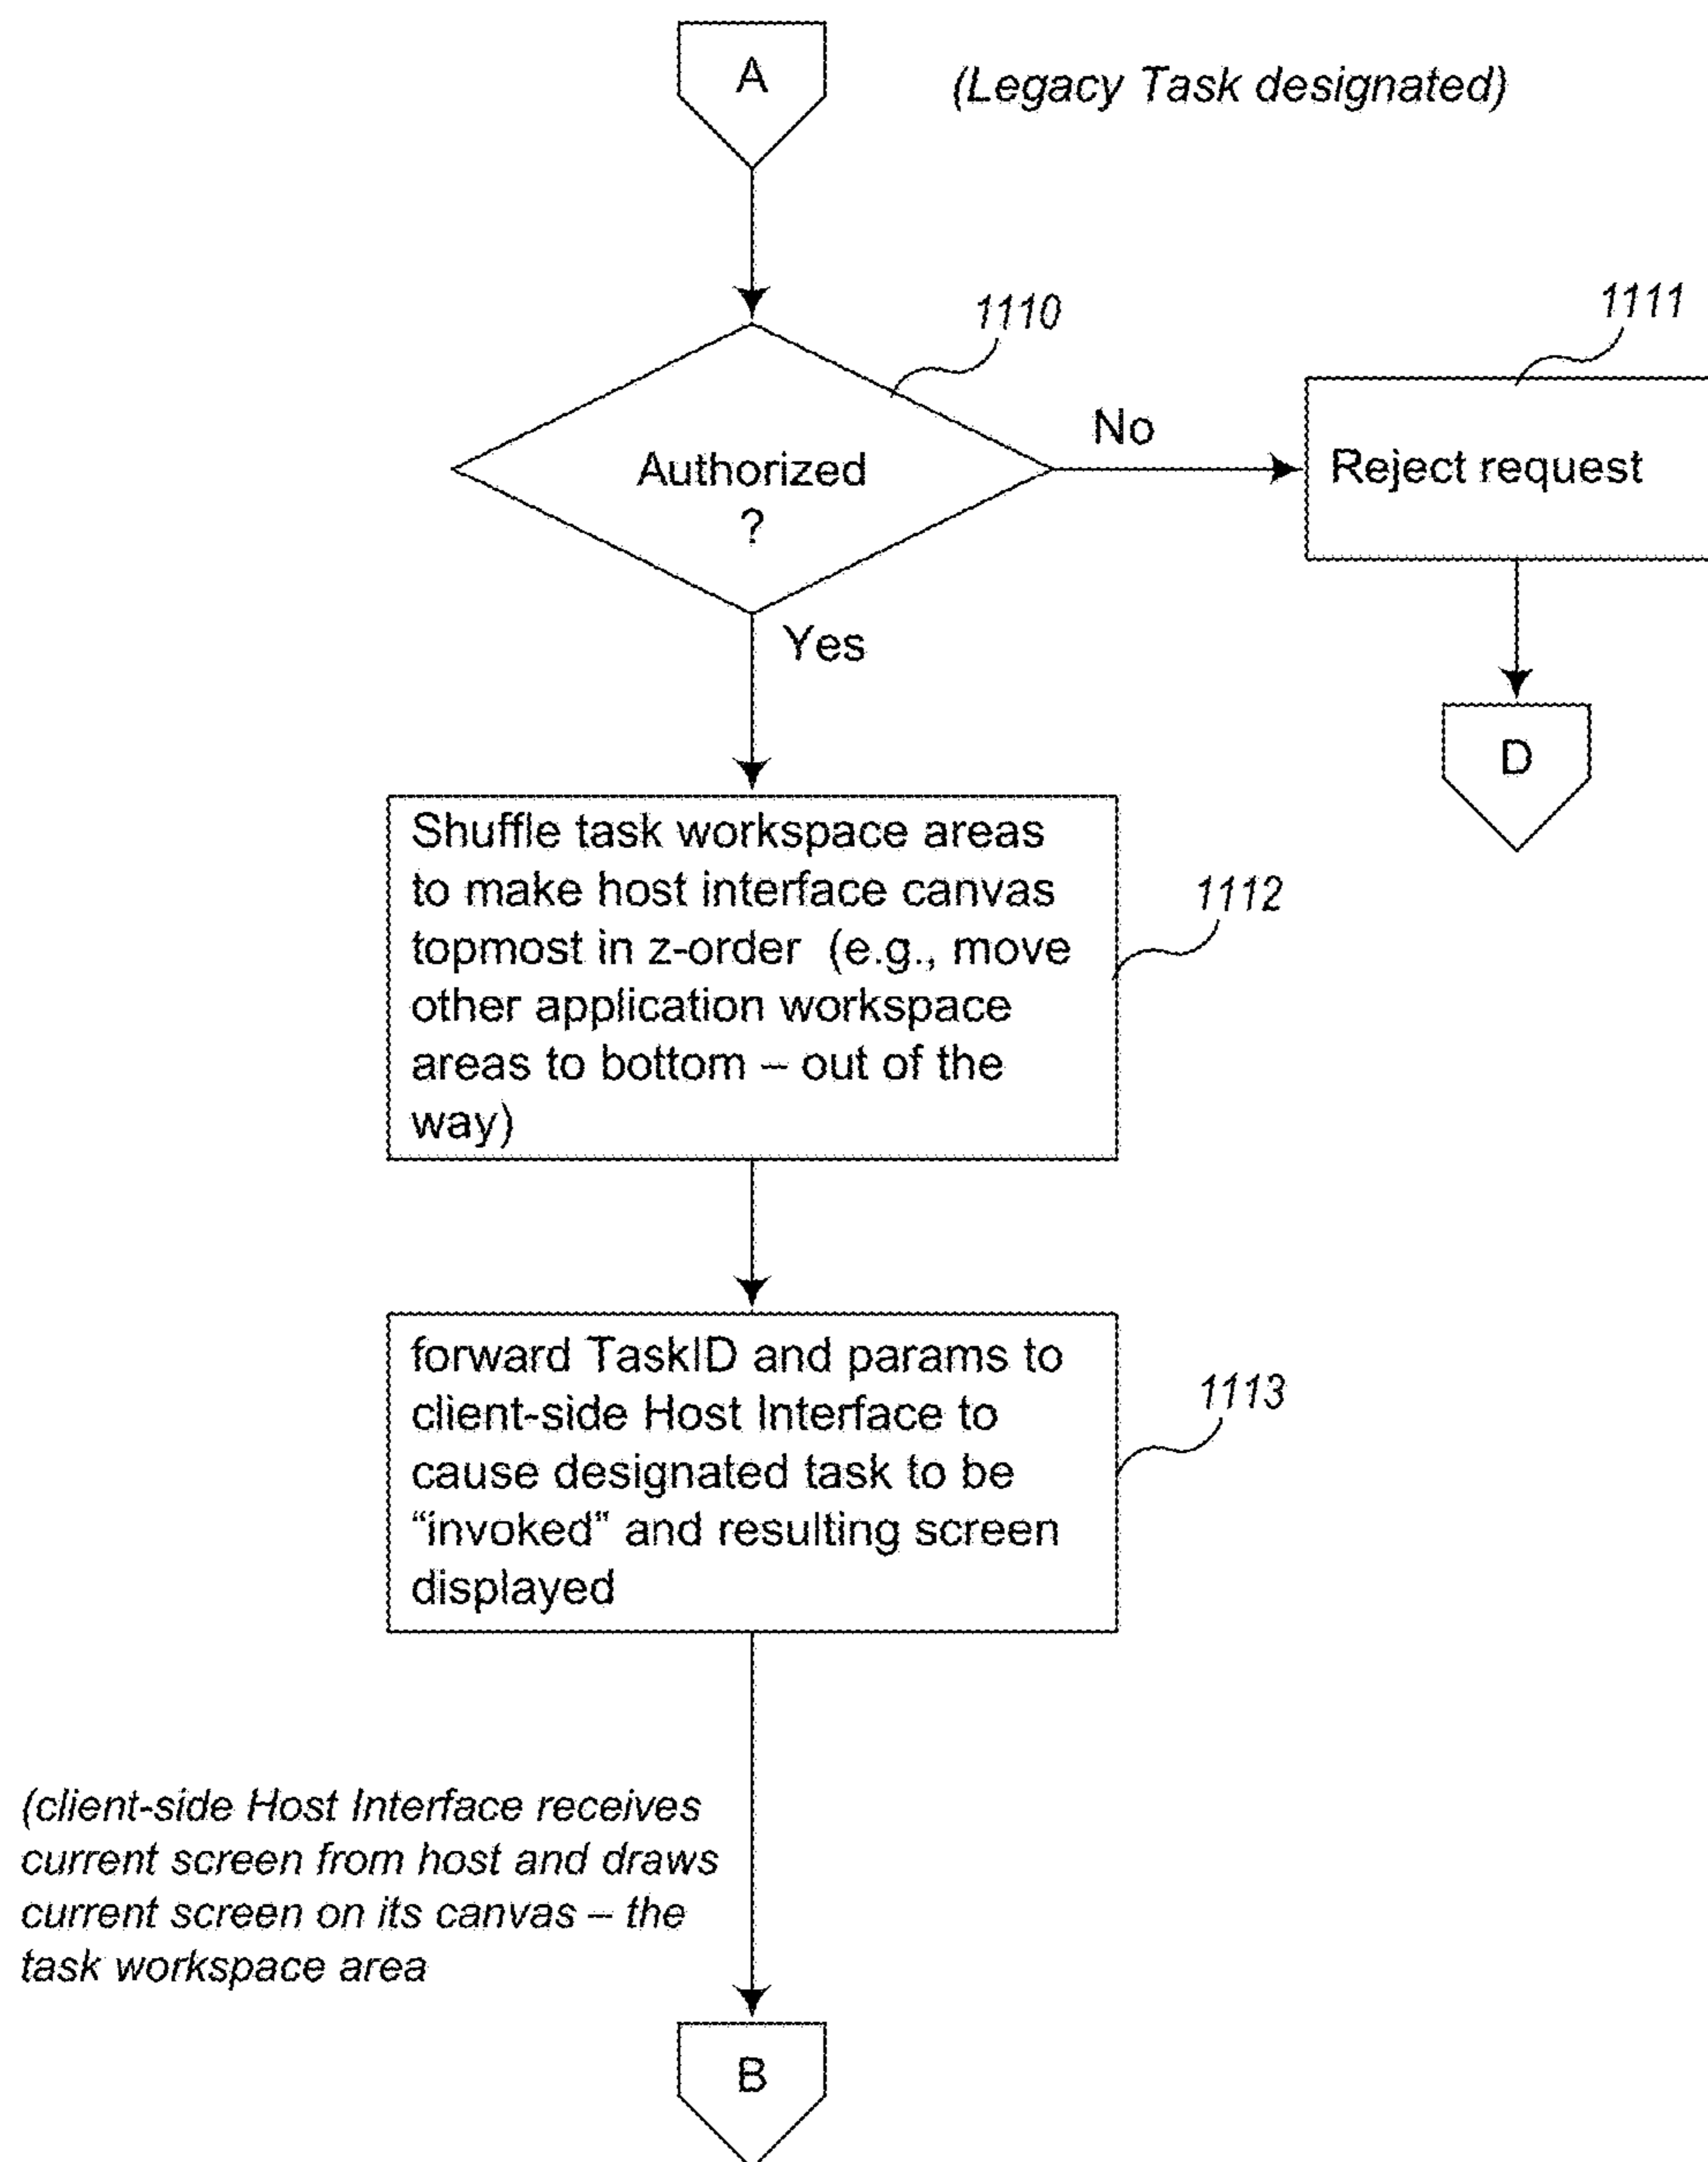 A
(Legacy Task designated)
1110
1111
No
Authorized
?
Reject request
Yes
D
Shuffle task workspace areas
to make host interface canvas
topmost in z-order (e.g., move
other application workspace
areas to bottom – out of the
way)
1112
forward TaskID and params to
client-side Host Interface to
cause designated task to be
“invoked” and resulting screen
displayed
1113
(client-side Host Interface receives
current screen from host and draws
current screen on its canvas – the
task workspace area
B